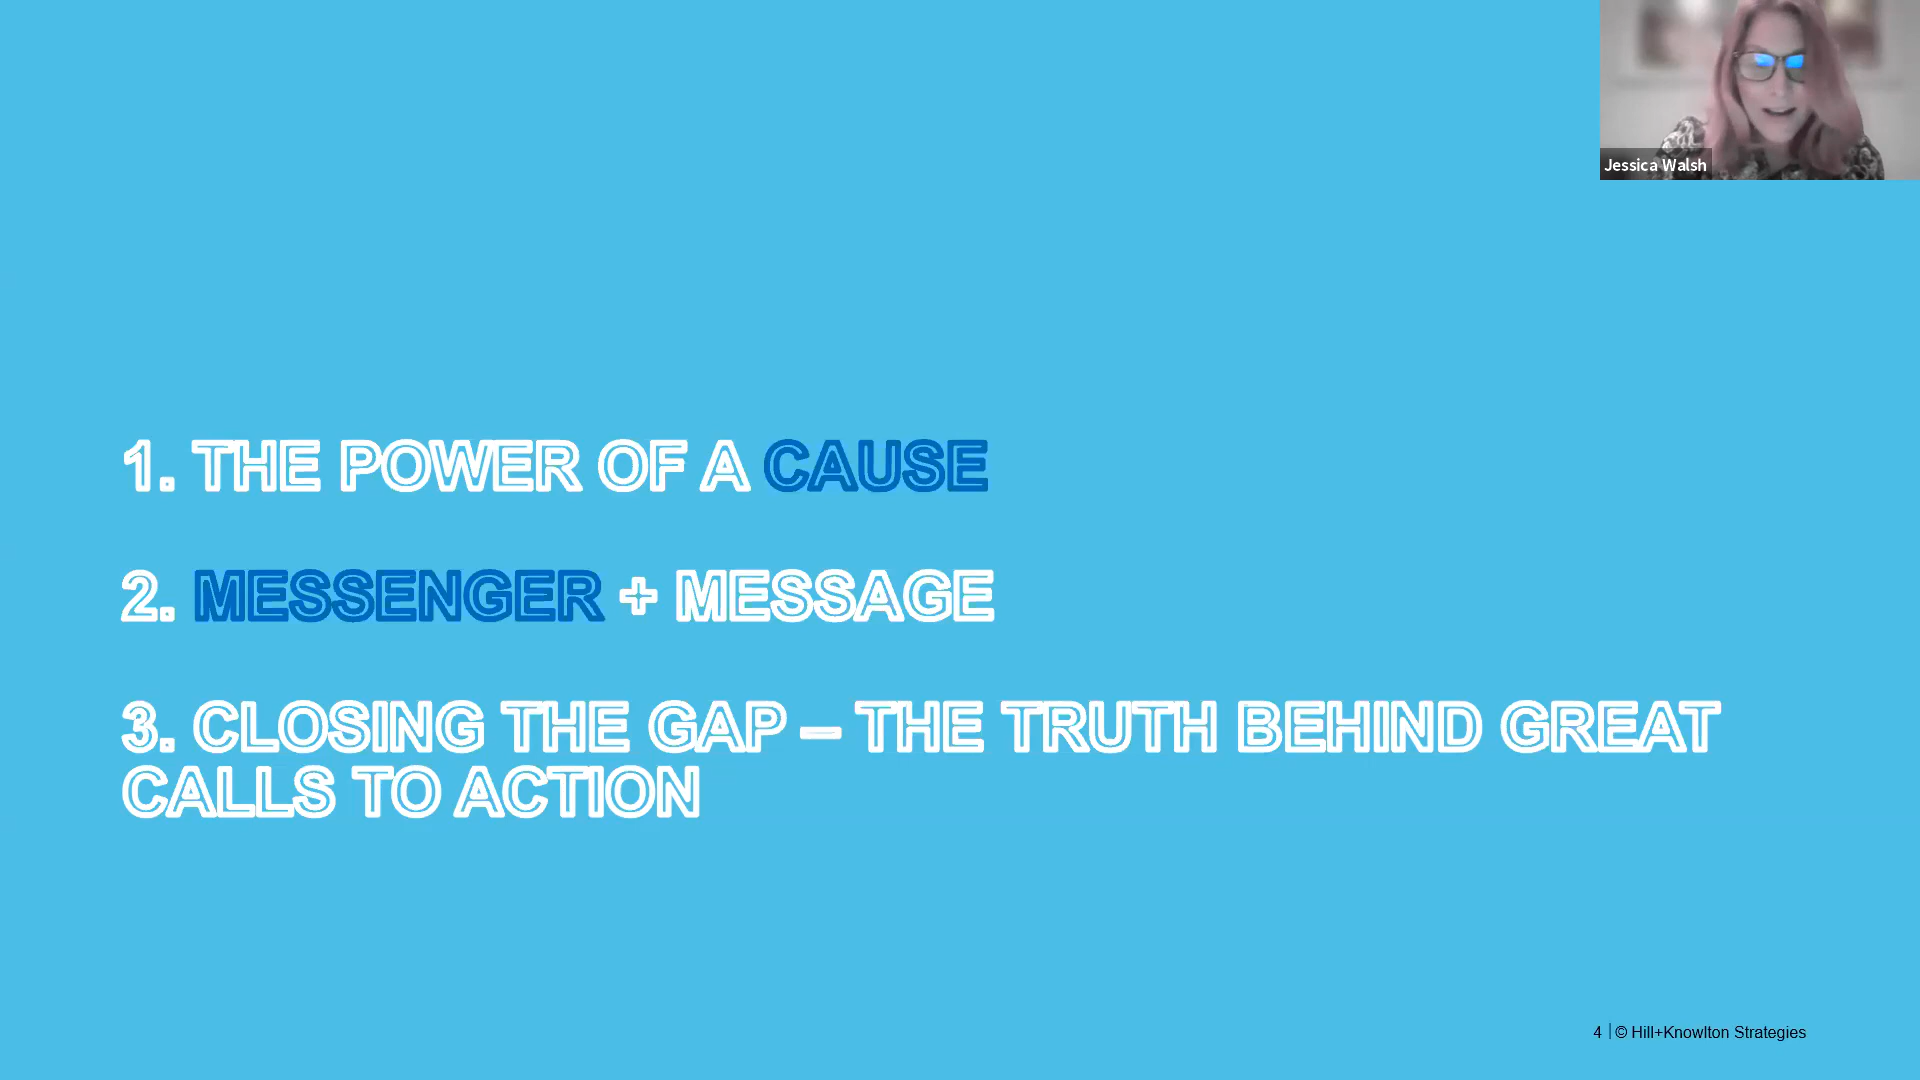 Jessica Walsh
1. THE POWER OF A CAUSE
2. MESSENGER + MESSAGE
3. CLOSING THE GAP – THE TRUTH BEHIND GREAT
CALLS TO ACTION
4 | © Hill+Knowlton Strategies